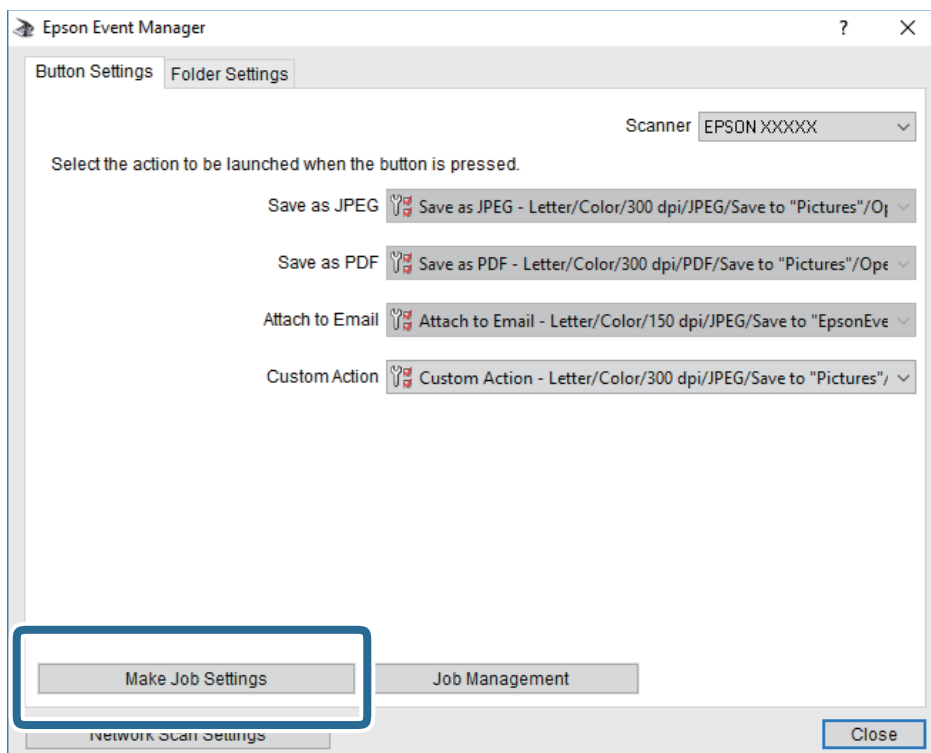 Epson Event Manager
Button Settings Folder Settings
Scanner EPSON XXXXX
Select the action to be launched when the button is pressed.
Save as JPEG Save as JPEG - Letter/Color/300 dpi/JPEG/Save to "Pictures"/Op
Save as PDF Save as PDF - Letter/Color/300 dpi/PDF/Save to "Pictures"/Ope
Attach to Email Attach to Email - Letter/Color/150 dpi/JPEG/Save to "EpsonEve
Custom Action Custom Action - Letter/Color/300 dpi/JPEG/Save to "Pictures"/
Make Job Settings Job Management
Network Scan Settings Close